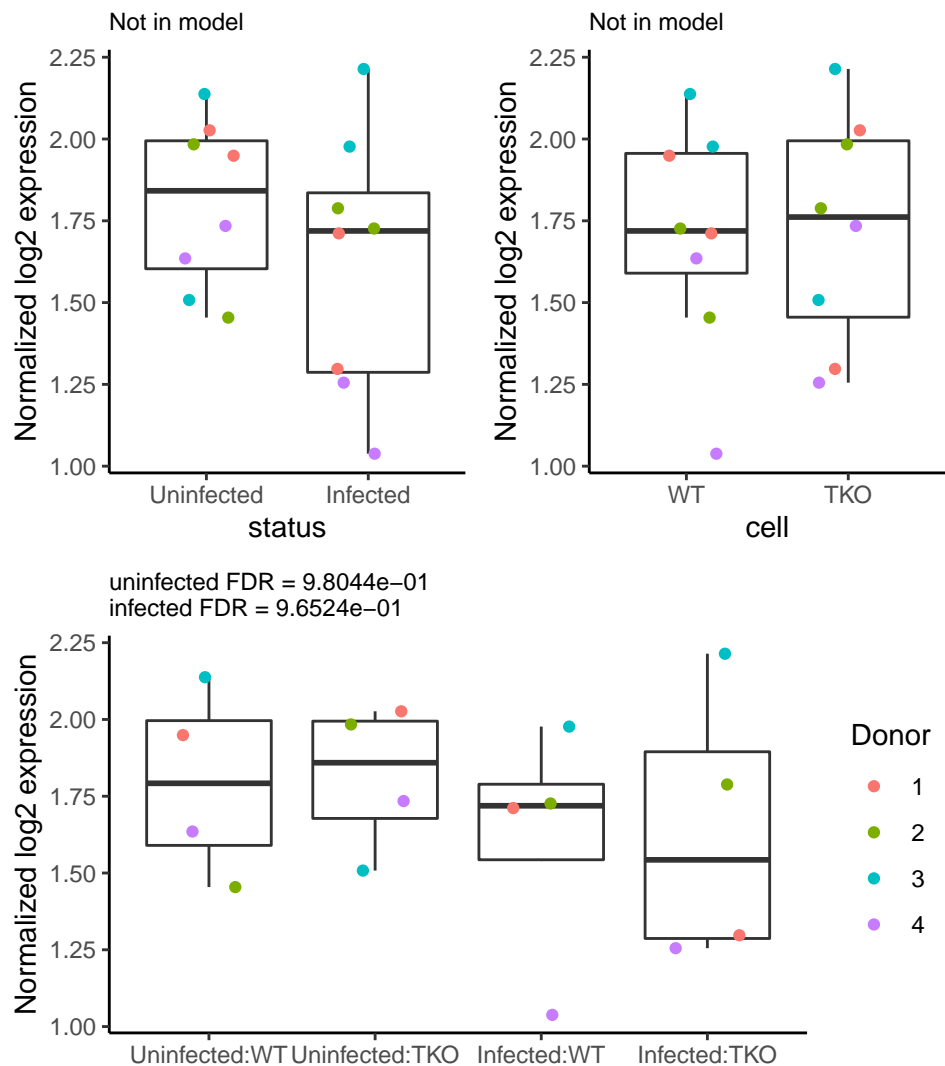 Not in model
Normalized log2 expression
2.25
2.00
1.75
1.50
1.25
1.00
Uninfected Infected
status
Not in model
Normalized log2 expression
2.25
2.00
1.75
1.50
1.25
1.00
WT TKO
cell
uninfected FDR = 9.8044e−01
infected FDR = 9.6524e−01
Normalized log2 expression
2.25
2.00
1.75
1.50
1.25
1.00
Uninfected:WT Uninfected:TKO Infected:WT Infected:TKO
Donor
1
2
3
4